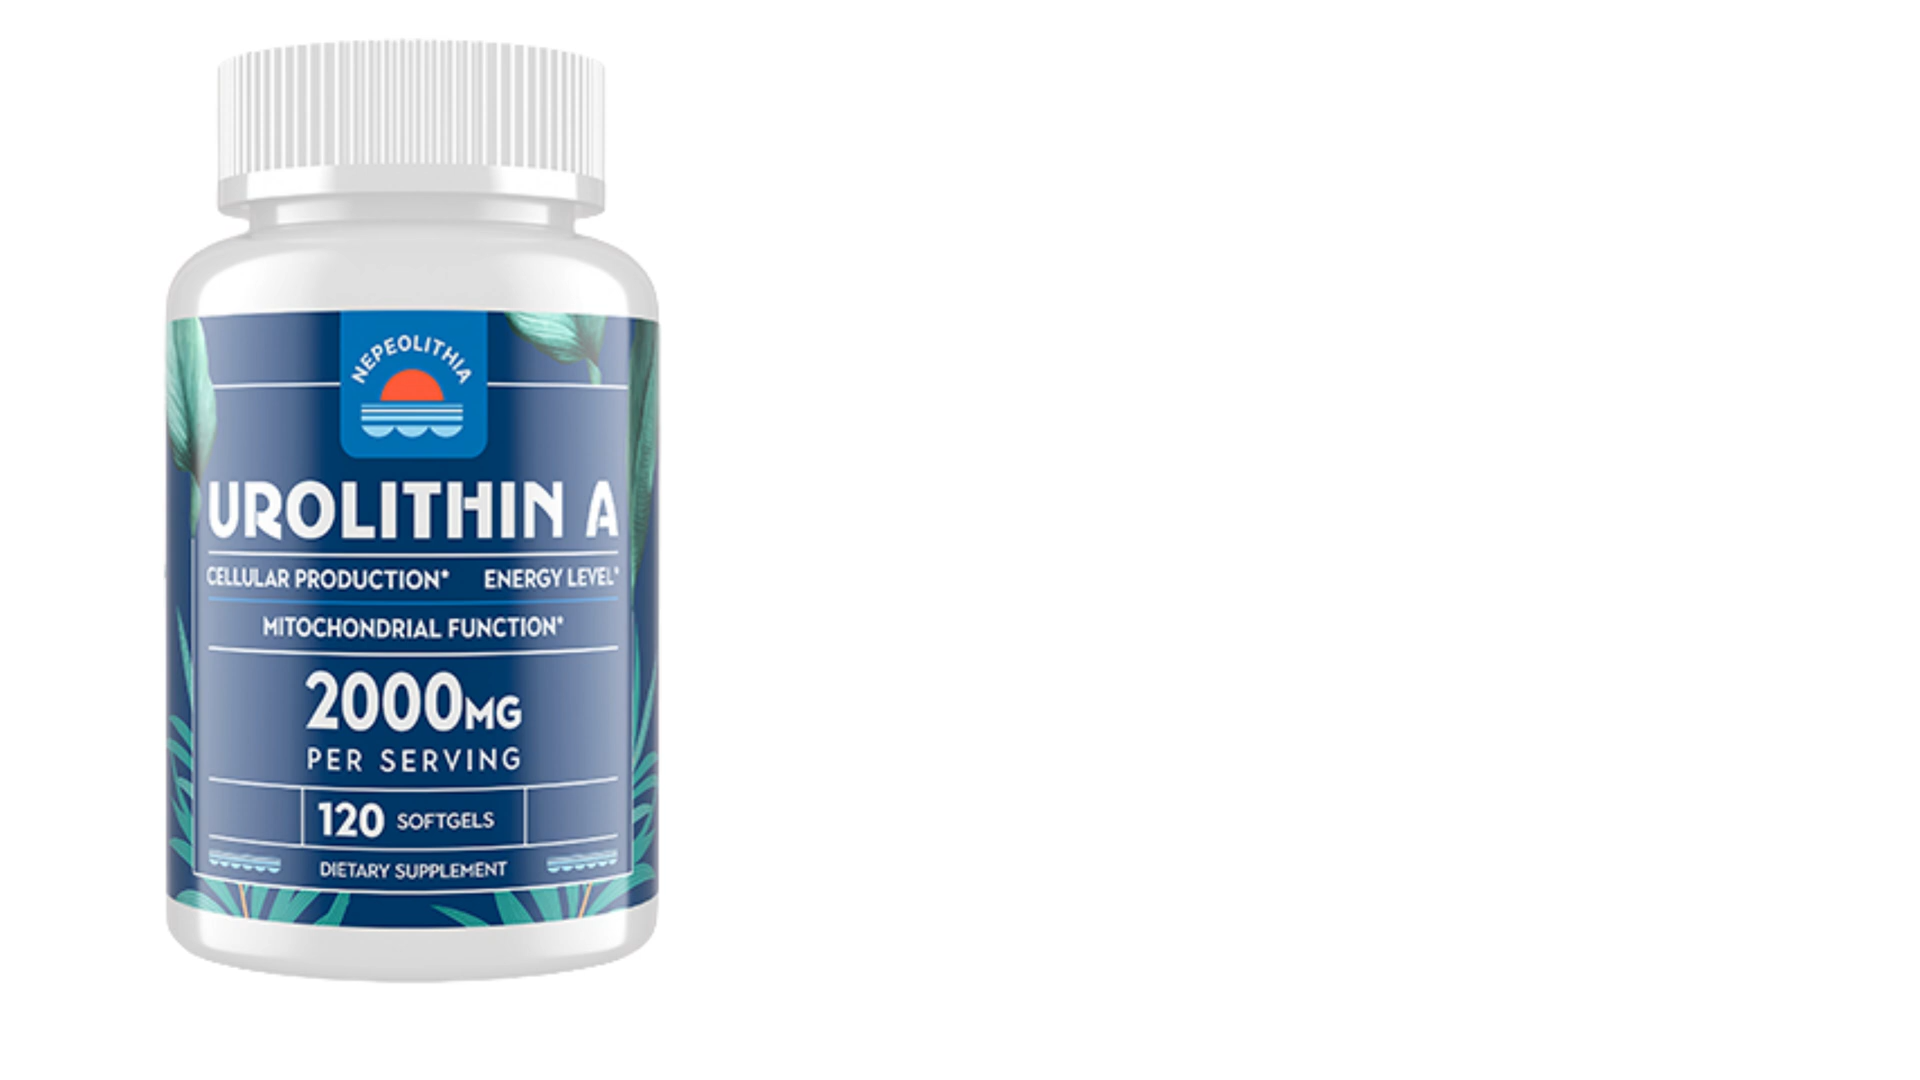 NEPEOLITHIA
UROLITHIN A
CELLULAR PRODUCTION* ENERGY LEVEL*
MITOCHONDRIAL FUNCTION*
2000MG
PER SERVING
120 SOFTGELS
DIETARY SUPPLEMENT